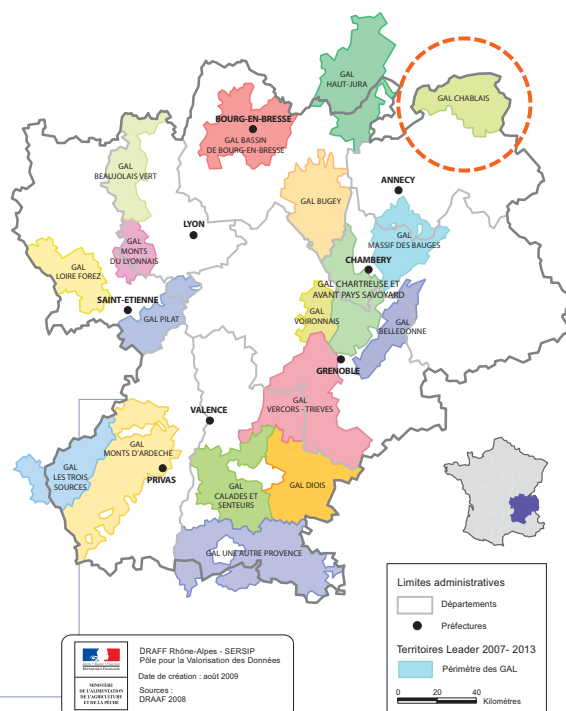 GAL
HAUT-JURA
GAL CHABLAIS
BOURG-EN-BRESSE
GAL BASSIN
DE BOURG-EN-BRESSE
GAL
BEAUJOLAIS VERT
ANNECY
GAL BUGEY
LYON
GAL
MONTS
DU LYONNAIS
GAL
MASSIF DES BAUGES
GAL
LOIRE FOREZ
CHAMBERY
GAL CHARTREUSE ET
AVANT PAYS SAVOYARD
SAINT-ETIENNE
GAL PILAT
GAL
VOIRONNAIS
GAL
BELLEDONNE
GRENOBLE
GAL
VERCORS - TRIEVES
VALENCE
GAL
MONTS D'ARDECHE
GAL
LES TROIS
SOURCES
PRIVAS
GAL
CALADES ET
SENTEURS
GAL DIOIS
GAL UNE AUTRE PROVENCE
Limites administratives
Départements
Préfectures
Territoires Leader 2007- 2013
Périmètre des GAL
0 20 40
Kilomètres
DRAFF Rhône-Alpes - SERSIP
Pôle pour la Valorisation des Données
Date de création : août 2009
Sources :
DRAAF 2008
RÉPUBLIQUE FRANÇAISE
MINISTÈRE
DE L'ALIMENTATION
DE L'AGRICULTURE
ET DE LA PÊCHE